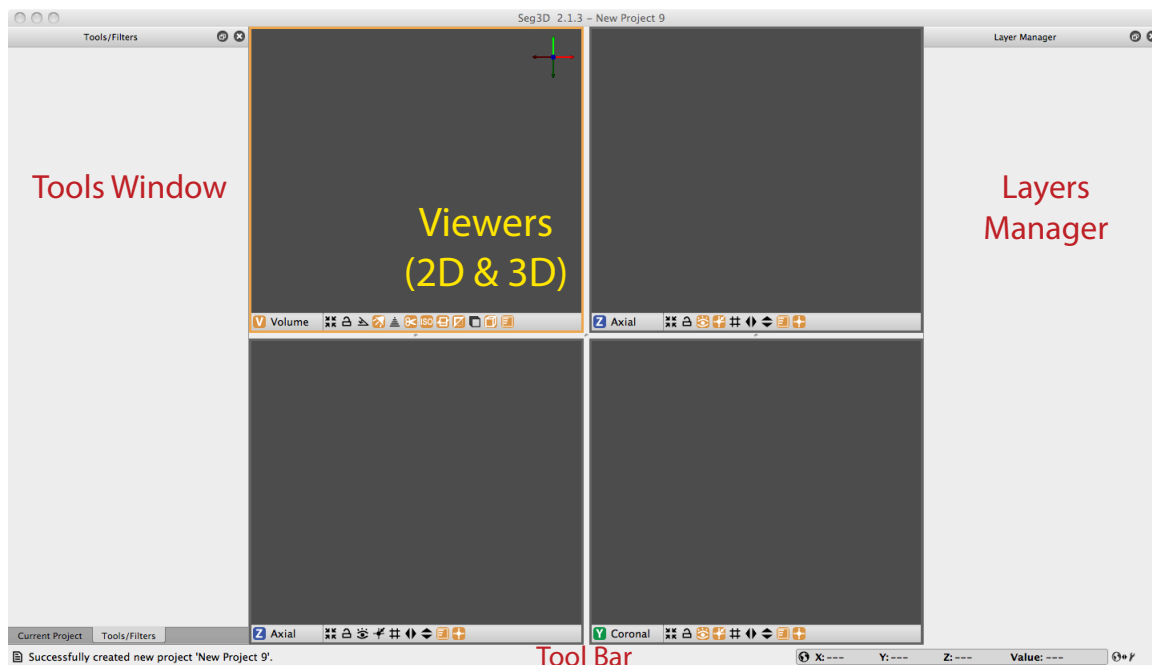 Seg3D 2.1.3 – New Project 9
Tools/Filters
Layer Manager
Tools Window
Viewers
(2D & 3D)
Layers
Manager
V Volume
ISO
Z Axial
Z Axial
Y Coronal
Current Project
Tools/Filters
Successfully created new project 'New Project 9'.
Tool Bar
X: --- Y: --- Z: --- Value: ---